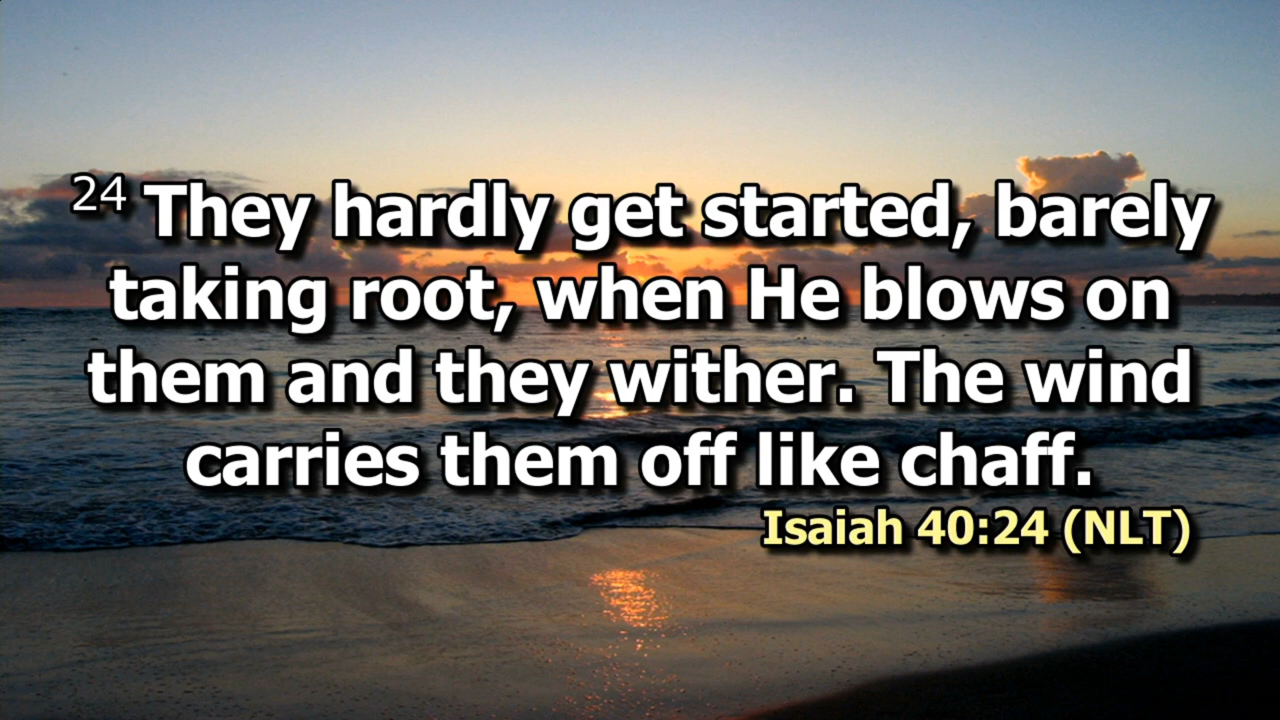 24 They hardly get started, barely
taking root, when He blows on
them and they wither. The wind
carries them off like chaff.
Isaiah 40:24 (NLT)